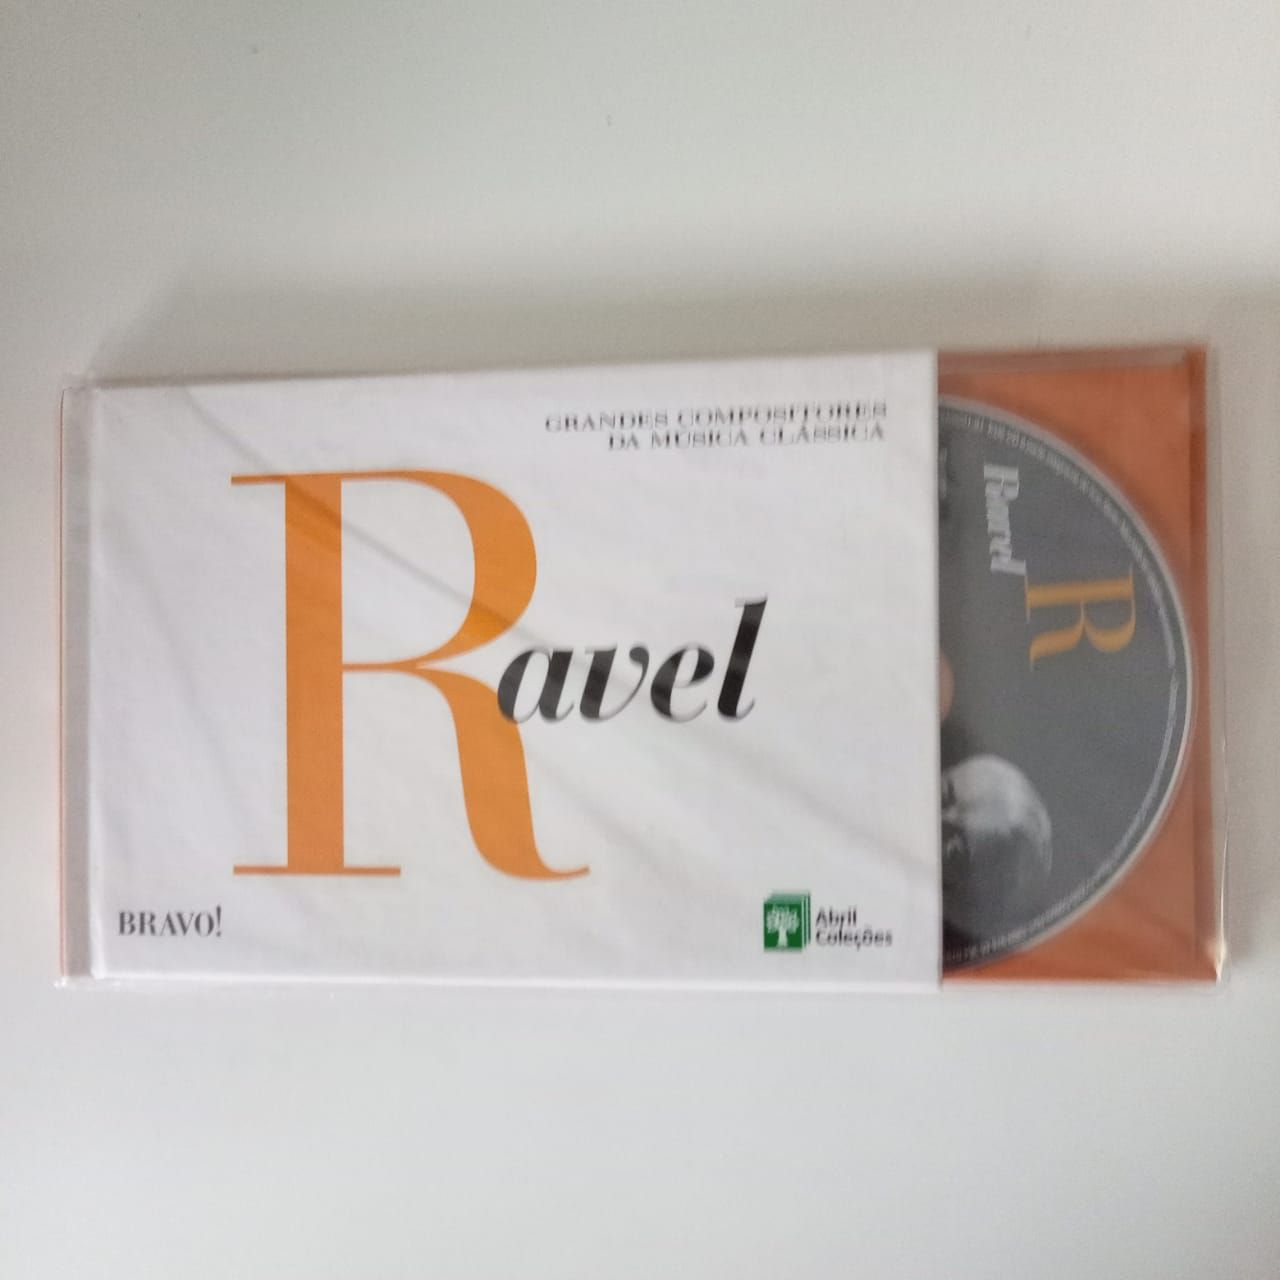 GRANDES COMPOSITORES
DA MÚSICA CLÁSSICA
Ravel
BRAVO!
Abril
Coleções
Ravel
R